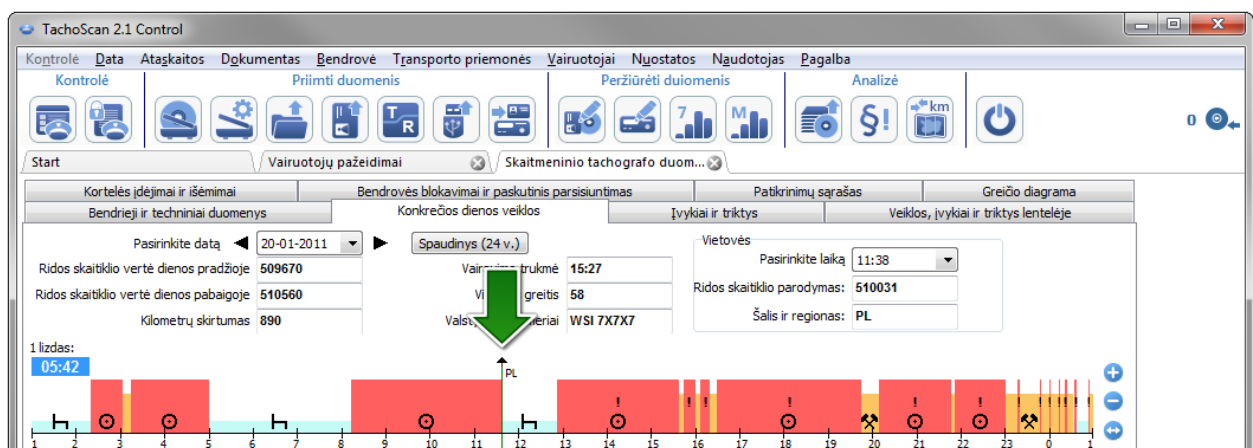 TachoScan 2.1 Control
Kontrolė Data Ataskaitos Dokumentas Bendrovė Transporto priemonės Vairuotojai Nuostatos Naudotojas Pagalba
Kontrolė Priimti duomenis Peržiūrėti duiomenis Analizė
T R 7 M §! km
0
Start Vairuotojų pažeidimai Skaitmeninio tachografo duom...
Kortelės įdėjimai ir išėmimai Bendrovės blokavimai ir paskutinis parsisiuntimas Patikrinimų sąrašas Greičio diagrama
Bendrieji ir techniniai duomenys Konkrečios dienos veiklos Įvykiai ir triktys Veiklos, įvykiai ir triktys lentelėje
Pasirinkite datą 20-01-2011 Spaudinys (24 v.) Vietovės
Pasirinkite laiką 11:38
Ridos skaitiklio vertė dienos pradžioje 509670 trukmė 15:27
Ridos skaitiklio parodymas: 510031
Ridos skaitiklio vertė dienos pabaigoje 510560 greitis 58
Kilometrų skirtumas 890 WSI 7X7X7 Šalis ir regionas: PL
1 lizdas:
05:42
PL
! ! ! ! ! ! ! ! ! ! ! ! !
1 2 3 4 5 6 7 8 9 10 11 12 13 14 15 16 17 18 19 20 21 22 23 0 1